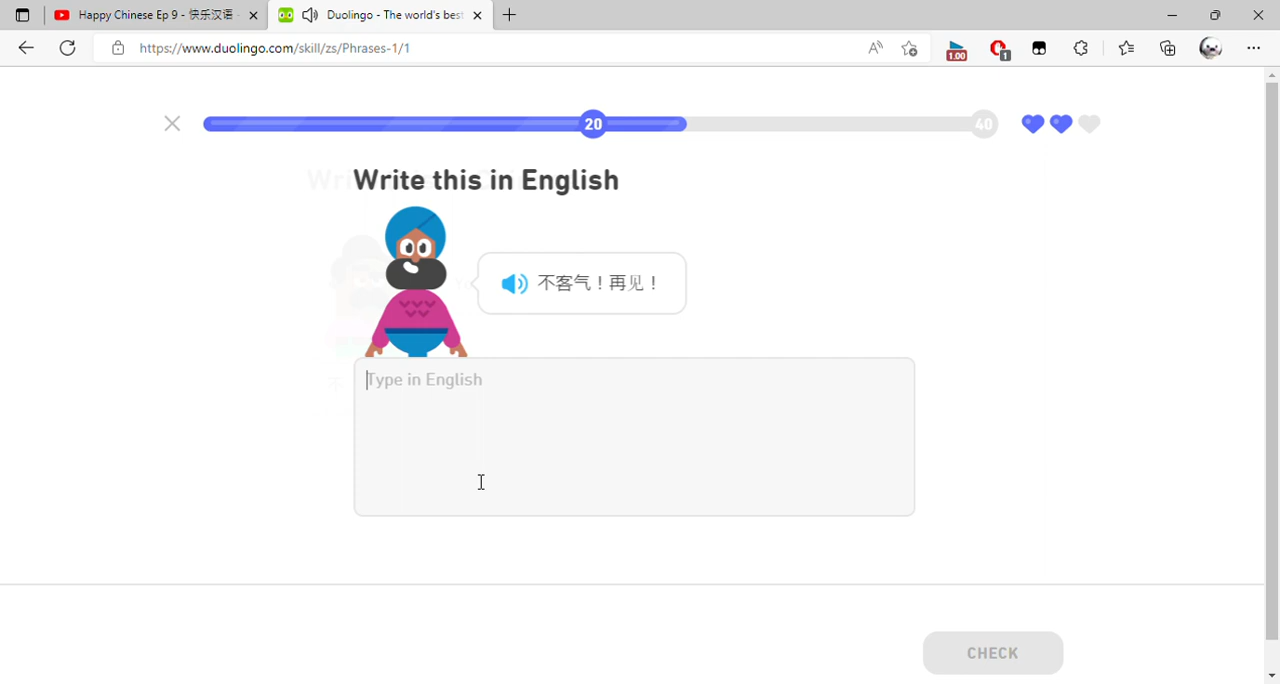 Happy Chinese Ep 9 - 快乐汉语 -
Duolingo - The world's best
https://www.duolingo.com/skill/zs/Phrases-1/1
1.00
1
20
40
Write this in English
不客气！再见！
Type in English
CHECK